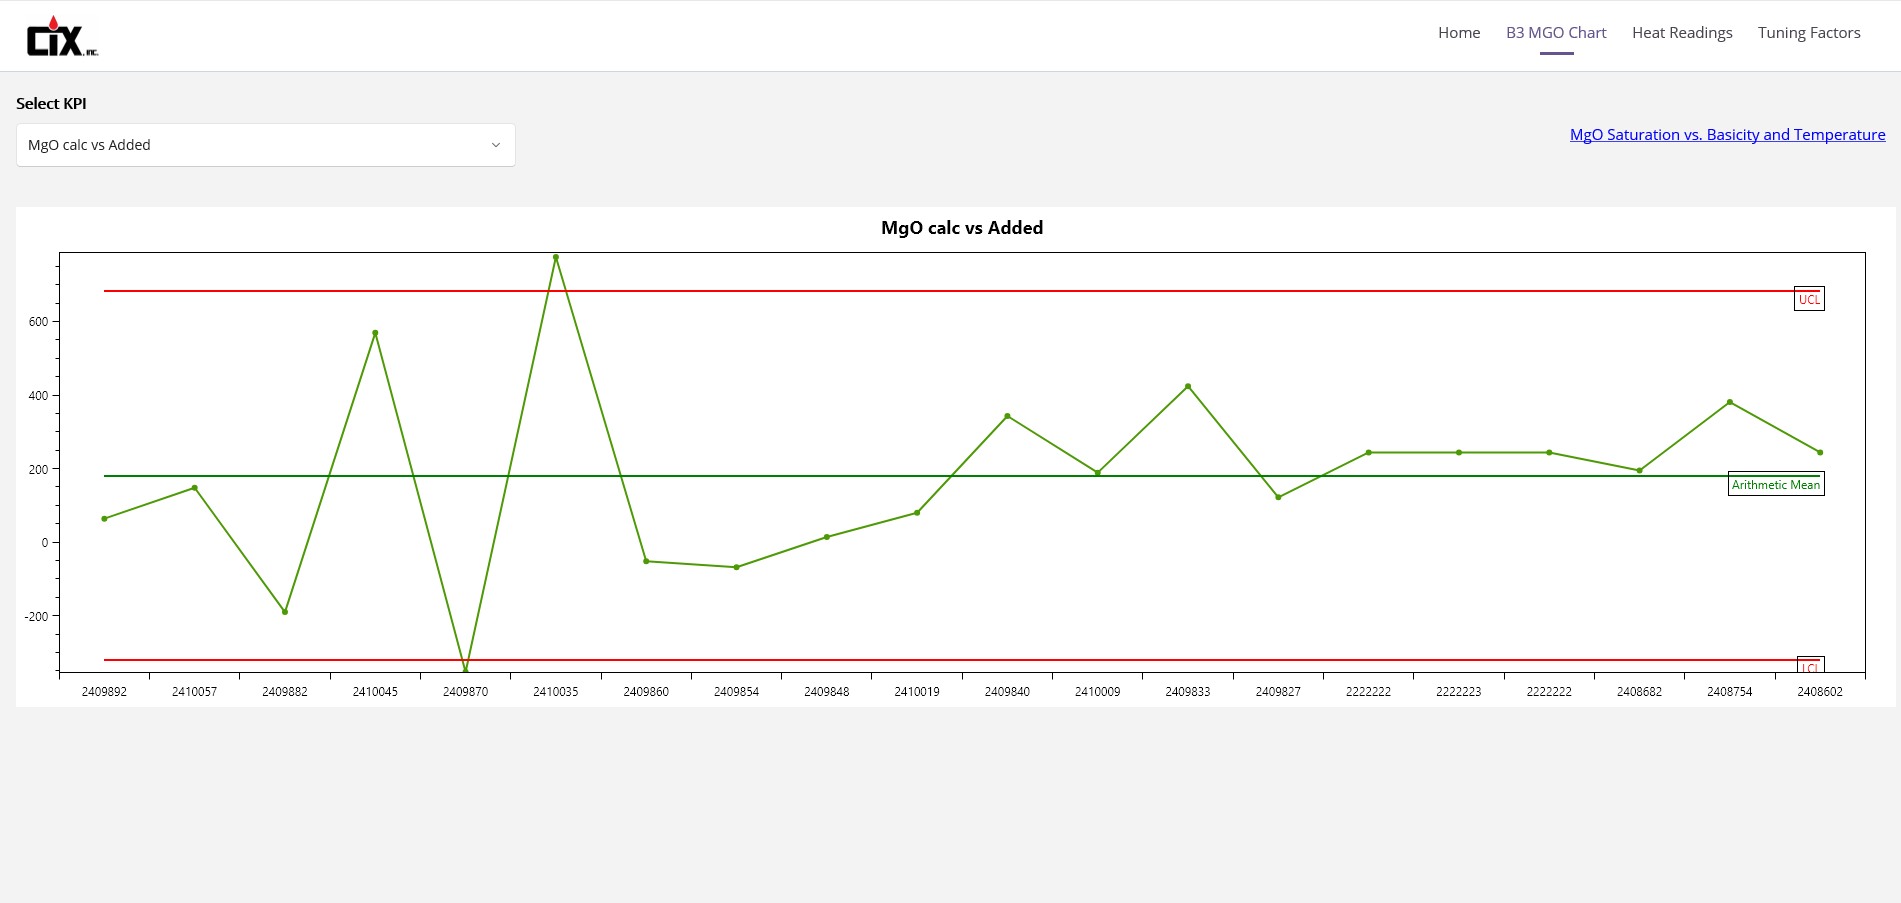 CIX, INC.
Home B3 MGO Chart Heat Readings Tuning Factors
Select KPI
MgO calc vs Added
MgO Saturation vs. Basicity and Temperature
MgO calc vs Added
UCL
600
400
200
Arithmetic Mean
0
-200
LCL
2409892 2410057 2409882 2410045 2409870 2410035 2409860 2409854 2409848 2410019 2409840 2410009 2409833 2409827 2222222 2222223 2222222 2408682 2408754 2408602